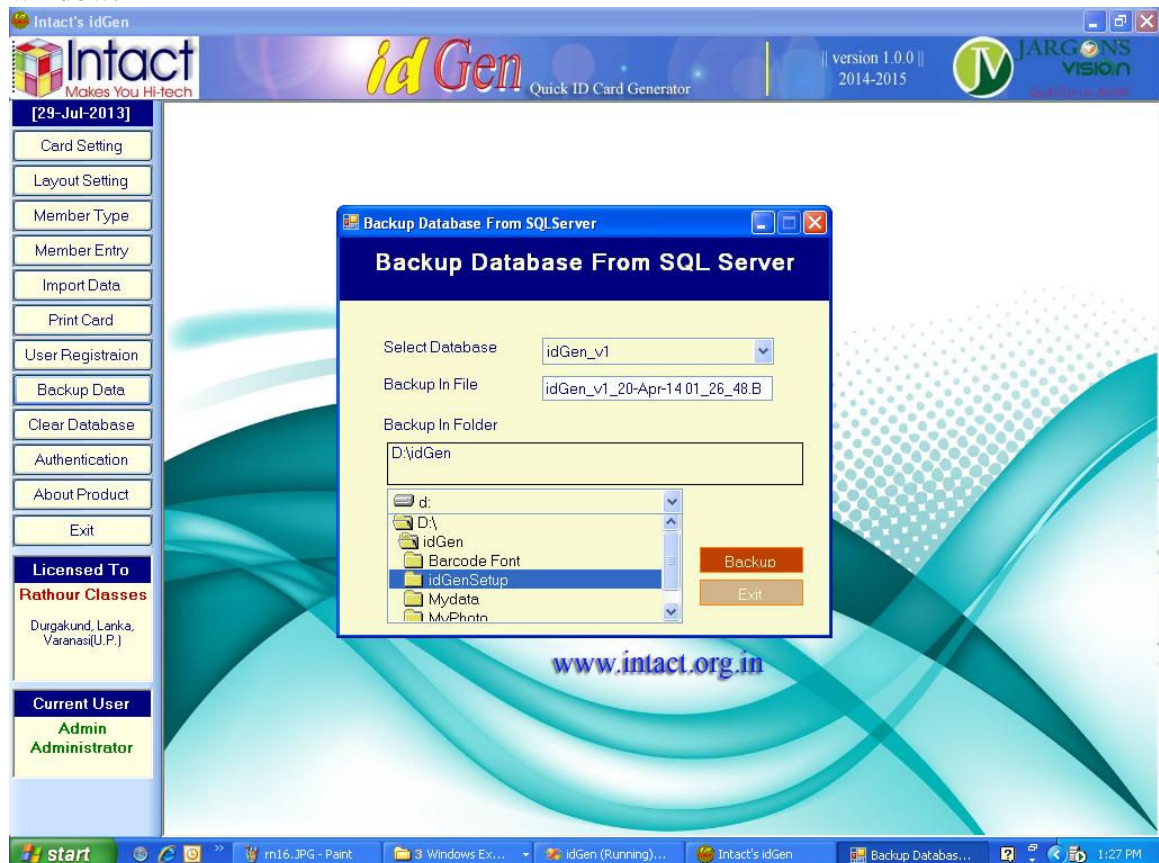 Intact's idGen
Intact
Makes You Hi-tech
id Gen
Quick ID Card Generator
|| version 1.0.0 ||
2014-2015
JV
JARGONS
VISION
[29-Jul-2013]
Card Setting
Layout Setting
Member Type
Member Entry
Import Data
Print Card
User Registraion
Backup Data
Clear Database
Authentication
About Product
Exit
Licensed To
Rathour Classes
Durgakund, Lanka,
Varanasi(U.P.)
Current User
Admin
Administrator
Backup Database From SQLServer
Backup Database From SQL Server
Select Database
idGen_v1
Backup In File
idGen_v1_20-Apr-14 01_26_48.B
Backup In Folder
D:\idGen
d:
D:\
idGen
Barcode Font
idGenSetup
Mydata
MyPhoto
Backup
Exit
www.intact.org.in
start
rn16.JPG - Paint
3 Windows Ex...
idGen (Running)...
Intact's idGen
Backup Databas...
1:27 PM